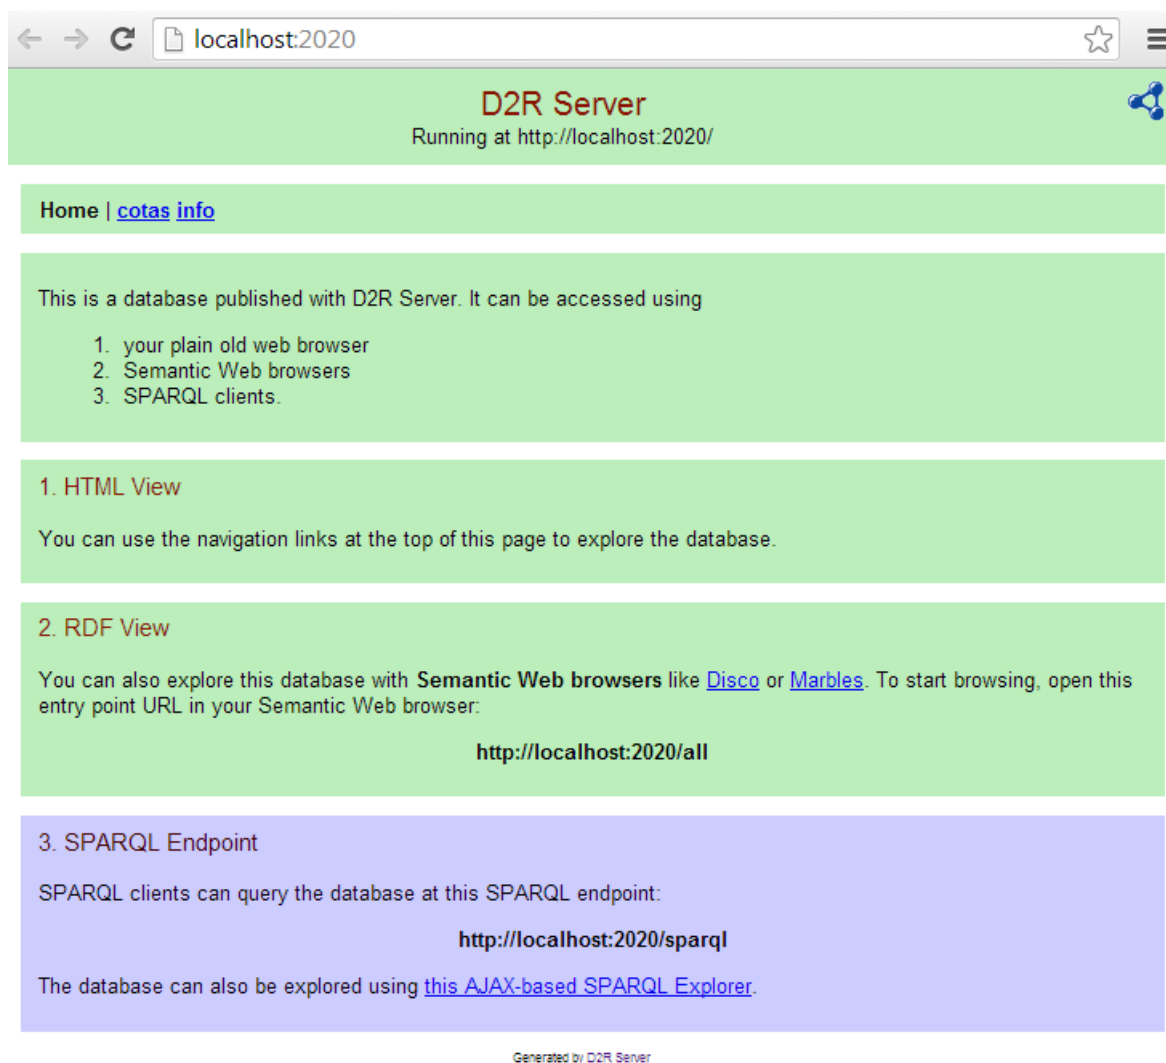 localhost:2020
D2R Server
Running at http://localhost:2020/
Home | cotas info
This is a database published with D2R Server. It can be accessed using
1. your plain old web browser
2. Semantic Web browsers
3. SPARQL clients.
1. HTML View
You can use the navigation links at the top of this page to explore the database.
2. RDF View
You can also explore this database with Semantic Web browsers like Disco or Marbles. To start browsing, open this
entry point URL in your Semantic Web browser:
http://localhost:2020/all
3. SPARQL Endpoint
SPARQL clients can query the database at this SPARQL endpoint:
http://localhost:2020/sparql
The database can also be explored using this AJAX-based SPARQL Explorer.
Generated by D2R Server